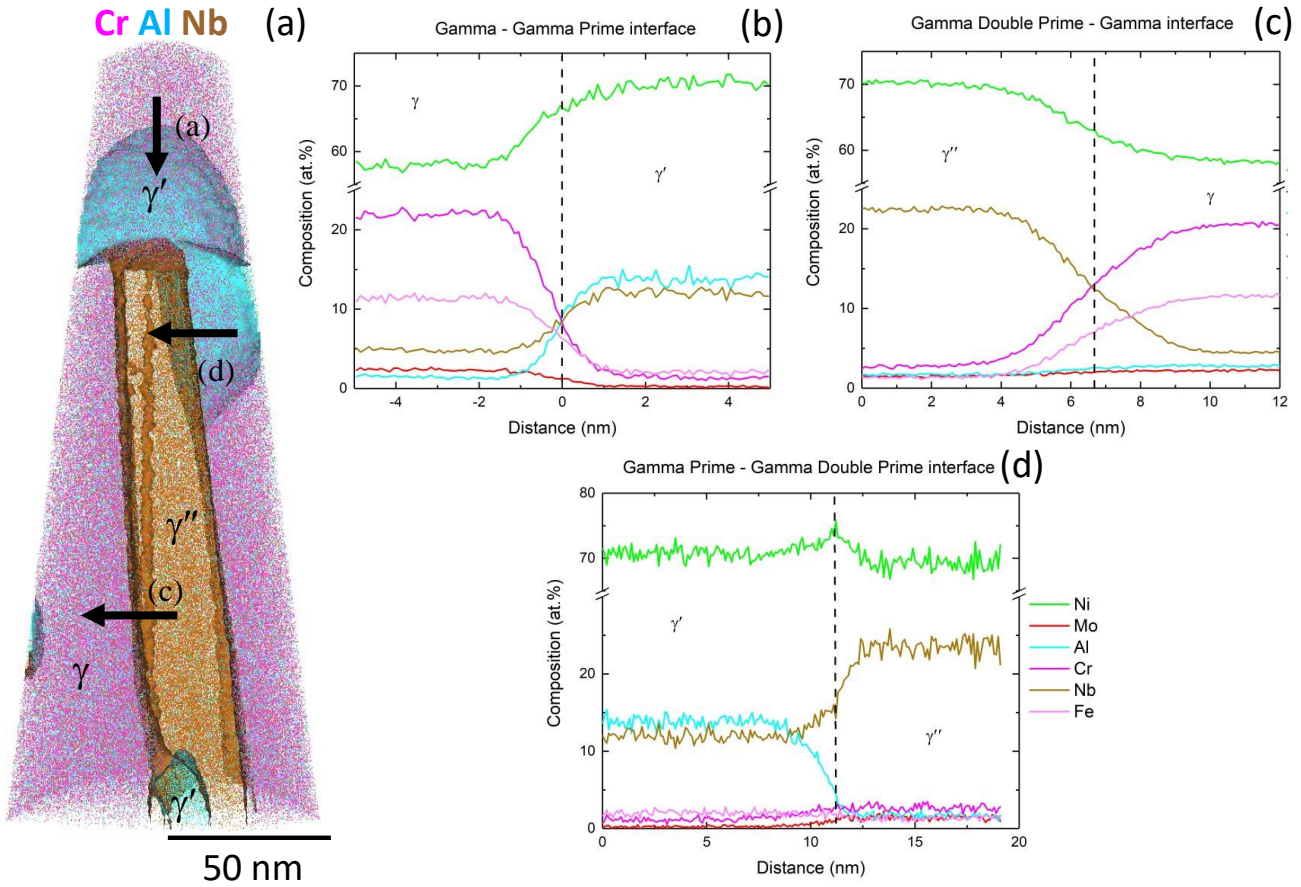 Cr Al Nb
(a)
(a)
γ′
(d)
γ″
(c)
γ
γ′
50 nm
Gamma - Gamma Prime interface
(b)
Composition (at.%)
70
60
20
10
0
γ
γ′
-4 -2 0 2 4
Distance (nm)
Gamma Double Prime - Gamma interface
(c)
Composition (at.%)
70
60
20
10
0
γ″
γ
0 2 4 6 8 10 12
Distance (nm)
Gamma Prime - Gamma Double Prime interface
(d)
Composition (at.%)
80
70
20
10
0
γ′
γ″
0 5 10 15 20
Distance (nm)
Ni
Mo
Al
Cr
Nb
Fe